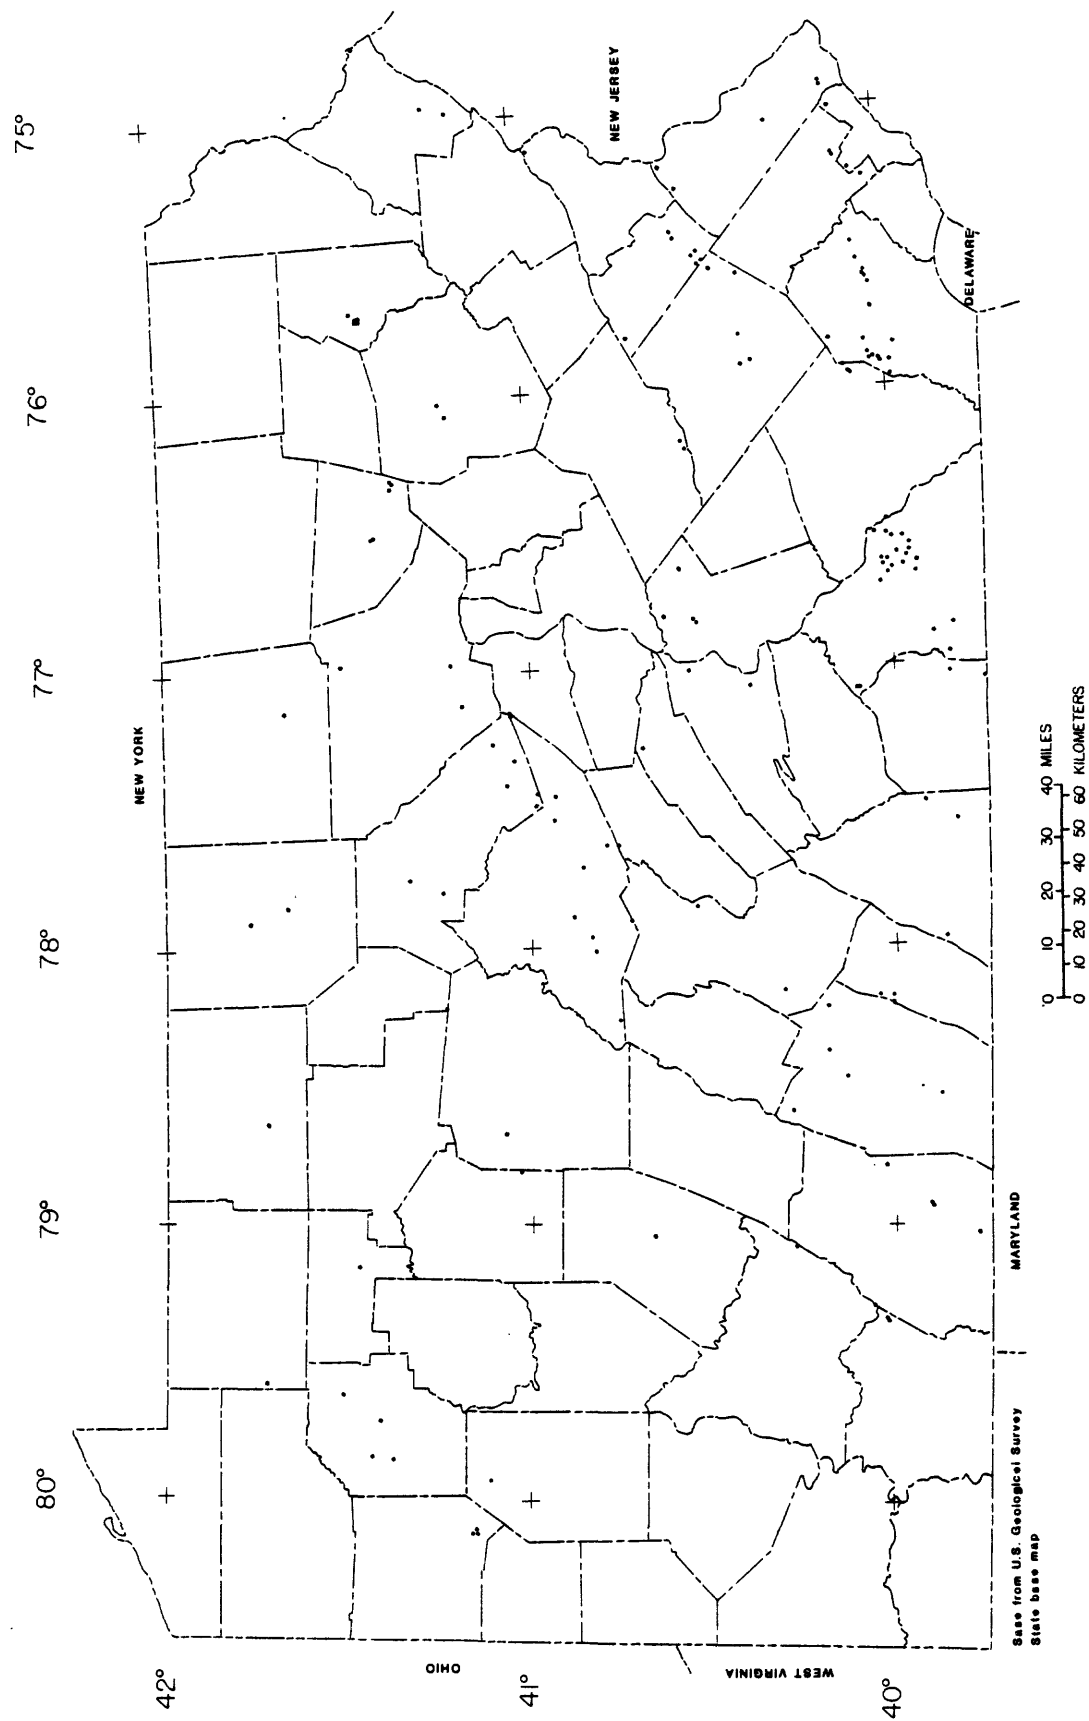 80°
79°
78°
77°
76°
75°
42°
41°
40°
NEW YORK
OHIO
WEST VIRGINIA
NEW JERSEY
DELAWARE
MARYLAND
Base from U.S. Geological Survey
State base map
0 10 20 30 40 MILES
0 10 20 30 40 50 60 KILOMETERS